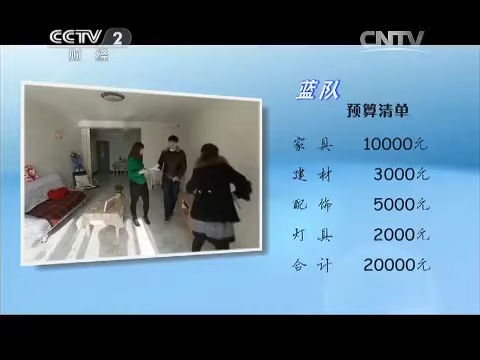 CCTV 2
财经
CNTV
蓝队
预算清单
家具 10000元
建材 3000元
配饰 5000元
灯具 2000元
合计 20000元